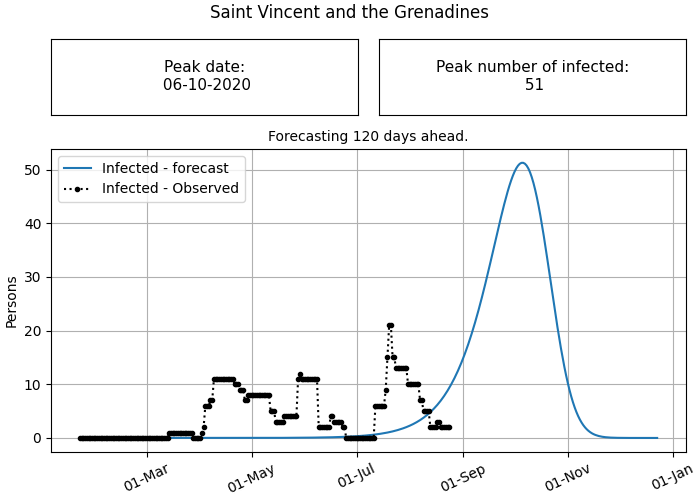 Saint Vincent and the Grenadines
Peak date:
06-10-2020
Peak number of infected:
51
Forecasting 120 days ahead.
Infected - forecast
Infected - Observed
Persons
50
40
30
20
10
0
01-Mar
01-May
01-Jul
01-Sep
01-Nov
01-Jan